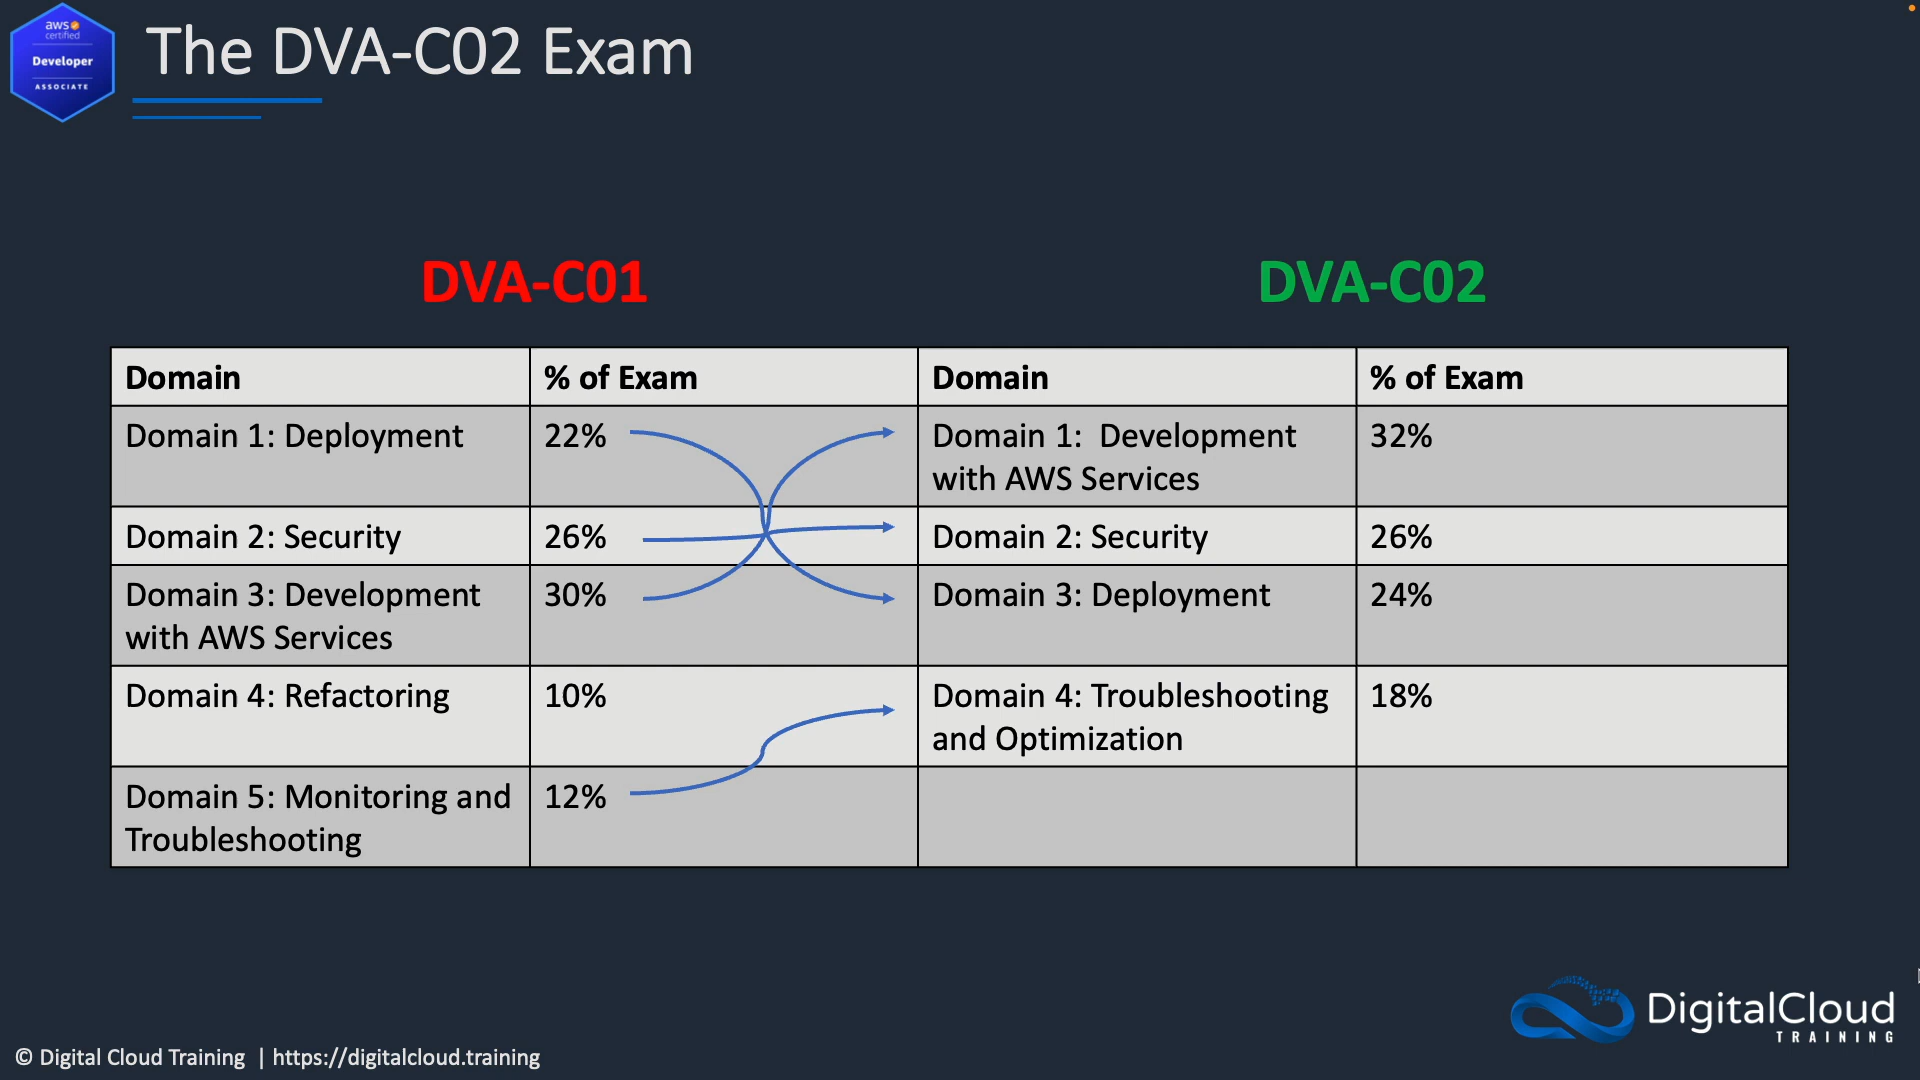 aws
certified
Developer
ASSOCIATE
The DVA-C02 Exam
DVA-C01
DVA-C02
Domain
% of Exam
Domain
% of Exam
Domain 1: Deployment
22%
Domain 1:  Development
with AWS Services
32%
Domain 2: Security
26%
Domain 2: Security
26%
Domain 3: Development
with AWS Services
30%
Domain 3: Deployment
24%
Domain 4: Refactoring
10%
Domain 4: Troubleshooting
and Optimization
18%
Domain 5: Monitoring and
Troubleshooting
12%
DigitalCloud
TRAINING
© Digital Cloud Training | https://digitalcloud.training